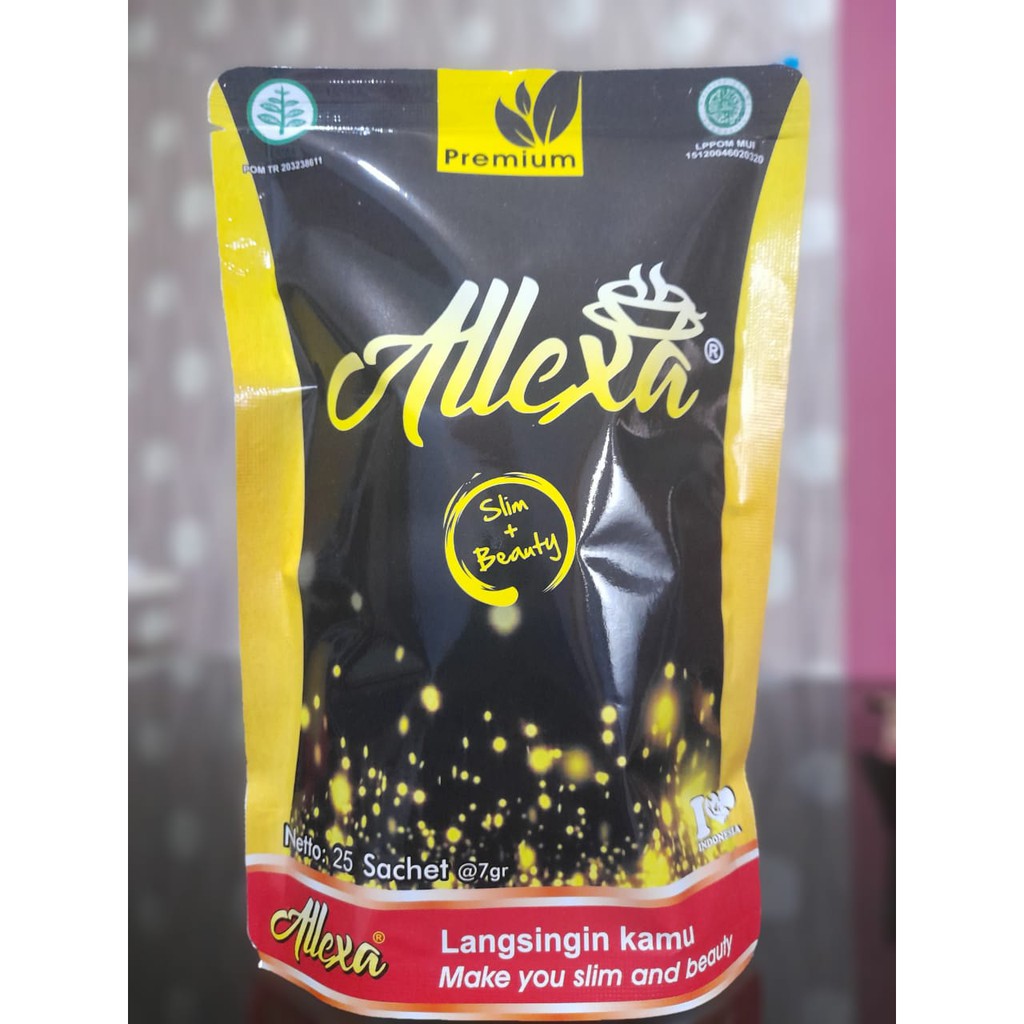 Premium
POM TR 203238011
LPPOM MUI
15120046020320
Allexa®
Slim
+
Beauty
I
INDONESIA
Netto: 25 Sachet @7gr
Allexa®
Langsingin kamu
Make you slim and beauty